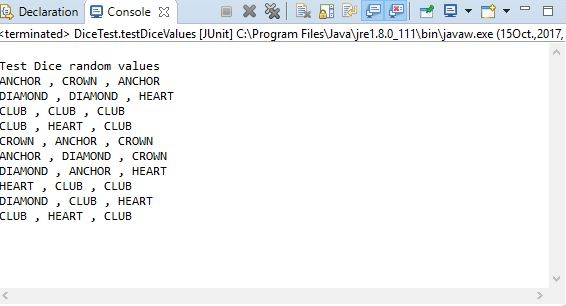 Declaration Console
<terminated> DiceTest.testDiceValues [JUnit] C:\Program Files\Java\jre1.8.0_111\bin\javaw.exe (15Oct.,2017,
Test Dice random values
ANCHOR , CROWN , ANCHOR
DIAMOND , DIAMOND , HEART
CLUB , CLUB , CLUB
CLUB , HEART , CLUB
CROWN , ANCHOR , CROWN
ANCHOR , DIAMOND , CROWN
DIAMOND , ANCHOR , HEART
HEART , CLUB , CLUB
DIAMOND , CLUB , HEART
CLUB , HEART , CLUB